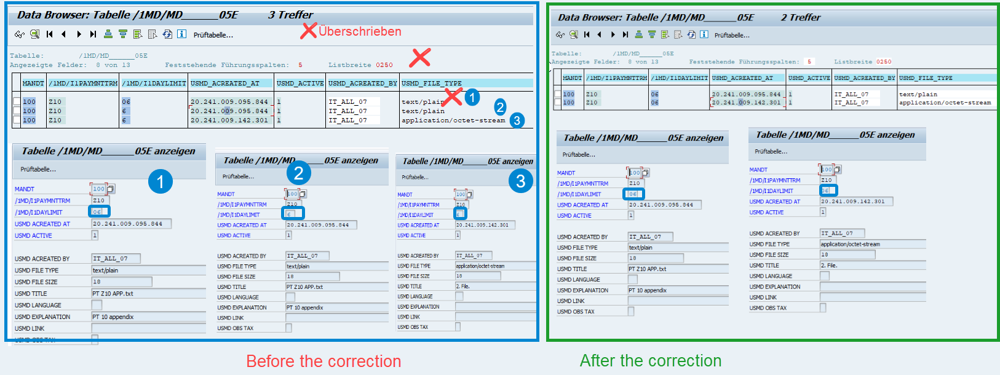 Data Browser: Tabelle /1MD/MD______05E 3 Treffer
Überschrieben
Prüftabelle...
Tabelle: /1MD/MD______05E
Angezeigte Felder: 8 von 13 Feststehende Führungsspalten: 5 Listbreite 0250
MANDT /1MD/I1PAYMNTTRM /1MD/I1DAYLIMIT USMD_ACREATED_AT USMD_ACTIVE USMD_ACREATED_BY USMD_FILE_TYPE
100 Z10 06 20.241.009.095.844 1 IT_ALL_07 text/plain 1
100 Z10 6 20.241.009.095.844 1 IT_ALL_07 text/plain 2
100 Z10 6 20.241.009.142.301 1 IT_ALL_07 application/octet-stream 3
Tabelle /1MD/MD______05E anzeigen
Prüftabelle...
1
MANDT 100
/1MD/I1PAYMNTTRM Z10
/1MD/I1DAYLIMIT 06
USMD ACREATED AT 20.241.009.095.844
USMD ACTIVE 1
USMD ACREATED BY IT_ALL_07
USMD FILE TYPE text/plain
USMD FILE SIZE 18
USMD TITLE PT Z10 APP.txt
USMD LANGUAGE
USMD EXPLANATION PT 10 appendix
USMD LINK
USMD OBS TAX
Tabelle /1MD/MD______05E anzeigen
Prüftabelle...
2
MANDT 100
/1MD/I1PAYMNTTRM Z10
/1MD/I1DAYLIMIT 6
USMD ACREATED AT 20.241.009.095.844
USMD ACTIVE 1
USMD ACREATED BY IT_ALL_07
USMD FILE TYPE text/plain
USMD FILE SIZE 18
USMD TITLE PT Z10 APP.txt
USMD LANGUAGE
USMD EXPLANATION PT 10 appendix
USMD LINK
USMD OBS TAX
Tabelle /1MD/MD______05E anzeigen
Prüftabelle...
3
MANDT 100
/1MD/I1PAYMNTTRM Z10
/1MD/I1DAYLIMIT 6
USMD ACREATED AT 20.241.009.142.301
USMD ACTIVE 1
USMD ACREATED BY IT_ALL_07
USMD FILE TYPE application/octet-stream
USMD FILE SIZE 18
USMD TITLE 2. File.
USMD LANGUAGE
USMD EXPLANATION
USMD LINK
USMD OBS TAX
Before the correction
Data Browser: Tabelle /1MD/MD______05E 2 Treffer
Prüftabelle...
Tabelle: /1MD/MD______05E
Angezeigte Felder: 8 von 13 Feststehende Führungsspalten: 5 Listbreite 0250
MANDT /1MD/I1PAYMNTTRM /1MD/I1DAYLIMIT USMD_ACREATED_AT USMD_ACTIVE USMD_ACREATED_BY USMD_FILE_TYPE
100 Z10 06 20.241.009.095.844 1 IT_ALL_07 text/plain
100 Z10 06 20.241.009.142.301 1 IT_ALL_07 application/octet-stream
Tabelle /1MD/MD______05E anzeigen
Prüftabelle...
MANDT 100
/1MD/I1PAYMNTTRM Z10
/1MD/I1DAYLIMIT 06
USMD ACREATED AT 20.241.009.095.844
USMD ACTIVE 1
USMD ACREATED BY IT_ALL_07
USMD FILE TYPE text/plain
USMD FILE SIZE 18
USMD TITLE PT Z10 APP.txt
USMD LANGUAGE
USMD EXPLANATION PT 10 appendix
USMD LINK
USMD OBS TAX
Tabelle /1MD/MD______05E anzeigen
Prüftabelle...
MANDT 100
/1MD/I1PAYMNTTRM Z10
/1MD/I1DAYLIMIT 06
USMD ACREATED AT 20.241.009.142.301
USMD ACTIVE 1
USMD ACREATED BY IT_ALL_07
USMD FILE TYPE application/octet-stream
USMD FILE SIZE 18
USMD TITLE 2. File.
USMD LANGUAGE
USMD EXPLANATION
USMD LINK
USMD OBS TAX
After the correction